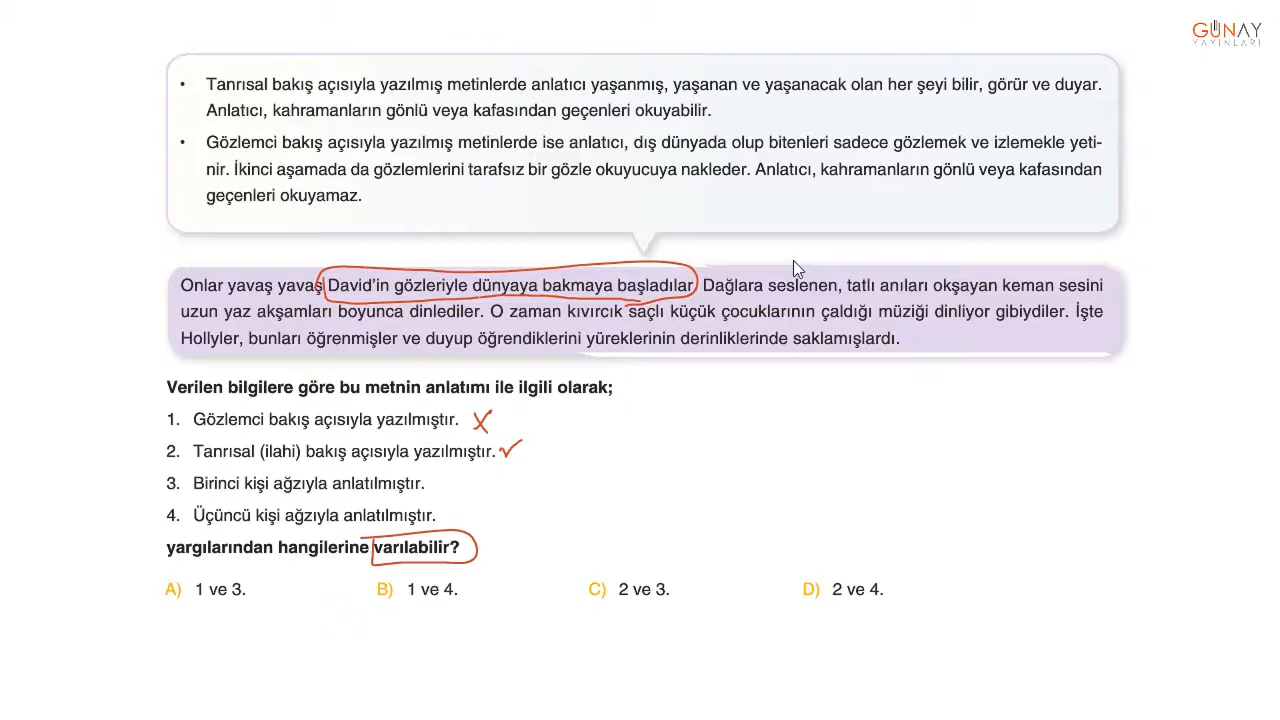 GÜNAY
YAYINLARI
• Tanrısal bakış açısıyla yazılmış metinlerde anlatıcı yaşanmış, yaşanan ve yaşanacak olan her şeyi bilir, görür ve duyar.
Anlatıcı, kahramanların gönlü veya kafasından geçenleri okuyabilir.
• Gözlemci bakış açısıyla yazılmış metinlerde ise anlatıcı, dış dünyada olup bitenleri sadece gözlemek ve izlemekle yeti-
nir. İkinci aşamada da gözlemlerini tarafsız bir gözle okuyucuya nakleder. Anlatıcı, kahramanların gönlü veya kafasından
geçenleri okuyamaz.
Onlar yavaş yavaş David'in gözleriyle dünyaya bakmaya başladılar. Dağlara seslenen, tatlı anıları okşayan keman sesini
uzun yaz akşamları boyunca dinlediler. O zaman kıvırcık saçlı küçük çocuklarının çaldığı müziği dinliyor gibiydiler. İşte
Hollyler, bunları öğrenmişler ve duyup öğrendiklerini yüreklerinin derinliklerinde saklamışlardı.
Verilen bilgilere göre bu metnin anlatımı ile ilgili olarak;
1. Gözlemci bakış açısıyla yazılmıştır.
2. Tanrısal (ilahi) bakış açısıyla yazılmıştır.
3. Birinci kişi ağzıyla anlatılmıştır.
4. Üçüncü kişi ağzıyla anlatılmıştır.
yargılarından hangilerine varılabilir?
A) 1 ve 3. B) 1 ve 4. C) 2 ve 3. D) 2 ve 4.